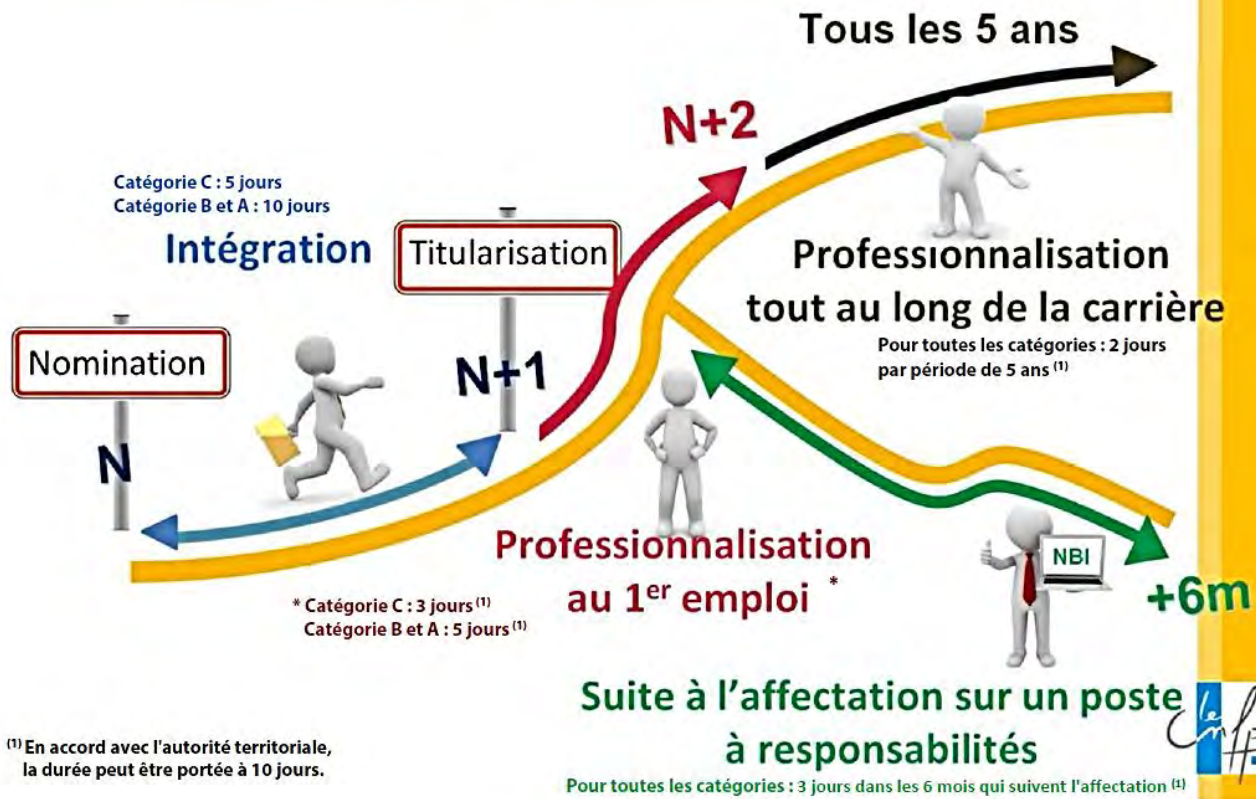 Tous les 5 ans
N+2
Catégorie C : 5 jours
Catégorie B et A : 10 jours
Intégration
Titularisation
Nomination
N
N+1
Professionnalisation
tout au long de la carrière
Pour toutes les catégories : 2 jours
par période de 5 ans (1)
Professionnalisation
au 1er emploi *
* Catégorie C : 3 jours (1)
Catégorie B et A : 5 jours (1)
NBI
+6m
Suite à l'affectation sur un poste
à responsabilités
Pour toutes les catégories : 3 jours dans les 6 mois qui suivent l'affectation (1)
(1) En accord avec l'autorité territoriale,
la durée peut être portée à 10 jours.